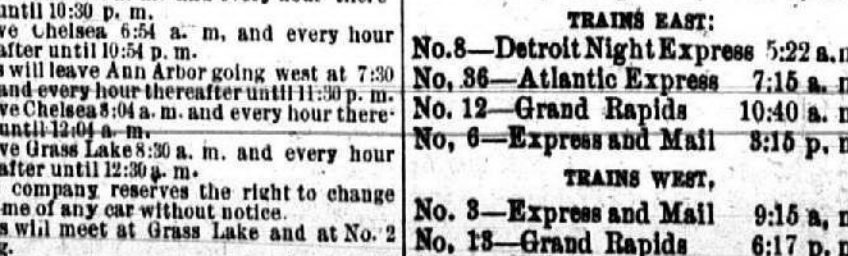 until 10:30 p. m.
ve Chelsea 6:54 a. m, and every hour
after until 10:54 p. m.
s will leave Ann Arbor going west at 7:30
and every hour thereafter until 11:30 p. m.
ve Chelsea 8:04 a. m. and every hour there-
until 12:04 a. m.
ve Grass Lake 8:30 a. m. and every hour
after until 12:30 p. m.
company reserves the right to change
me of any car without notice.
s will meet at Grass Lake and at No. 2
g.
TRAINS EAST:
No.8—Detroit Night Express 5:22 a.
No, 36—Atlantic Express 7:15 a.
No. 12—Grand Rapids 10:40 a.
No, 6—Express and Mail 3:15 p.
TRAINS WEST,
No. 3—Express and Mail 9:15 a,
No, 13—Grand Rapids 6:17 p.